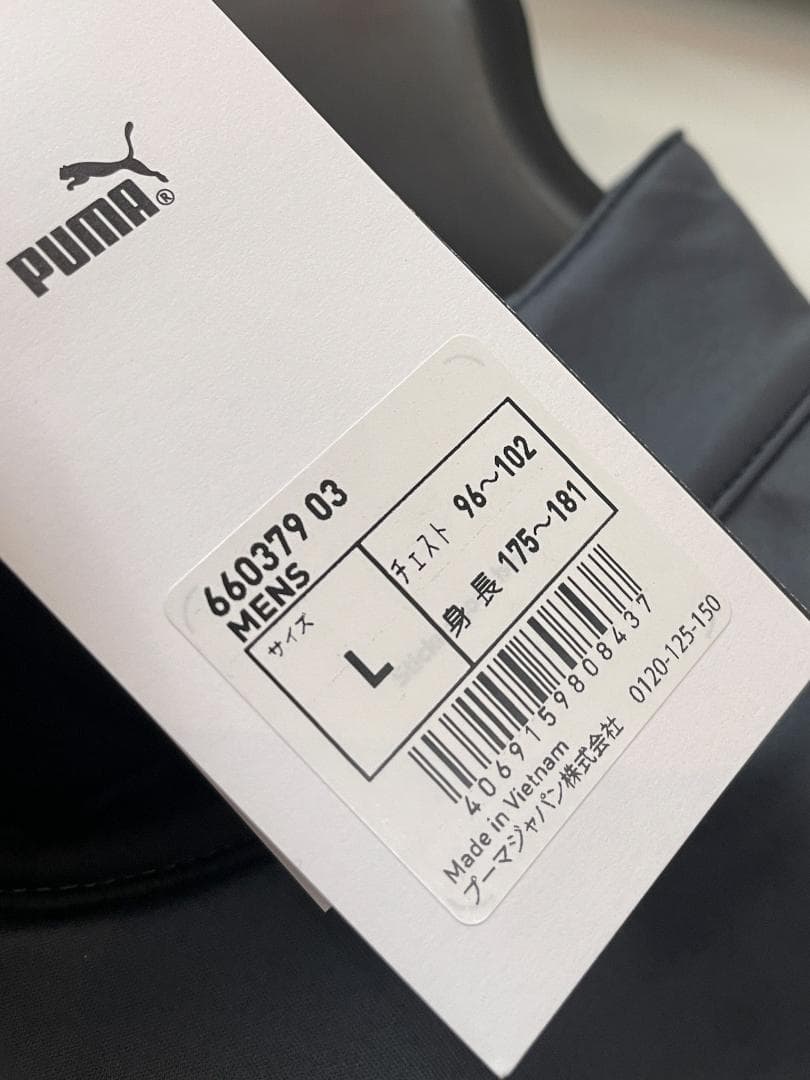 PUMA®
660379 03
MENS
サイズ
L
チェスト 96~102
身長 175~181
4069159808437
Made in Vietnam
プーマジャパン株式会社 0120-125-150